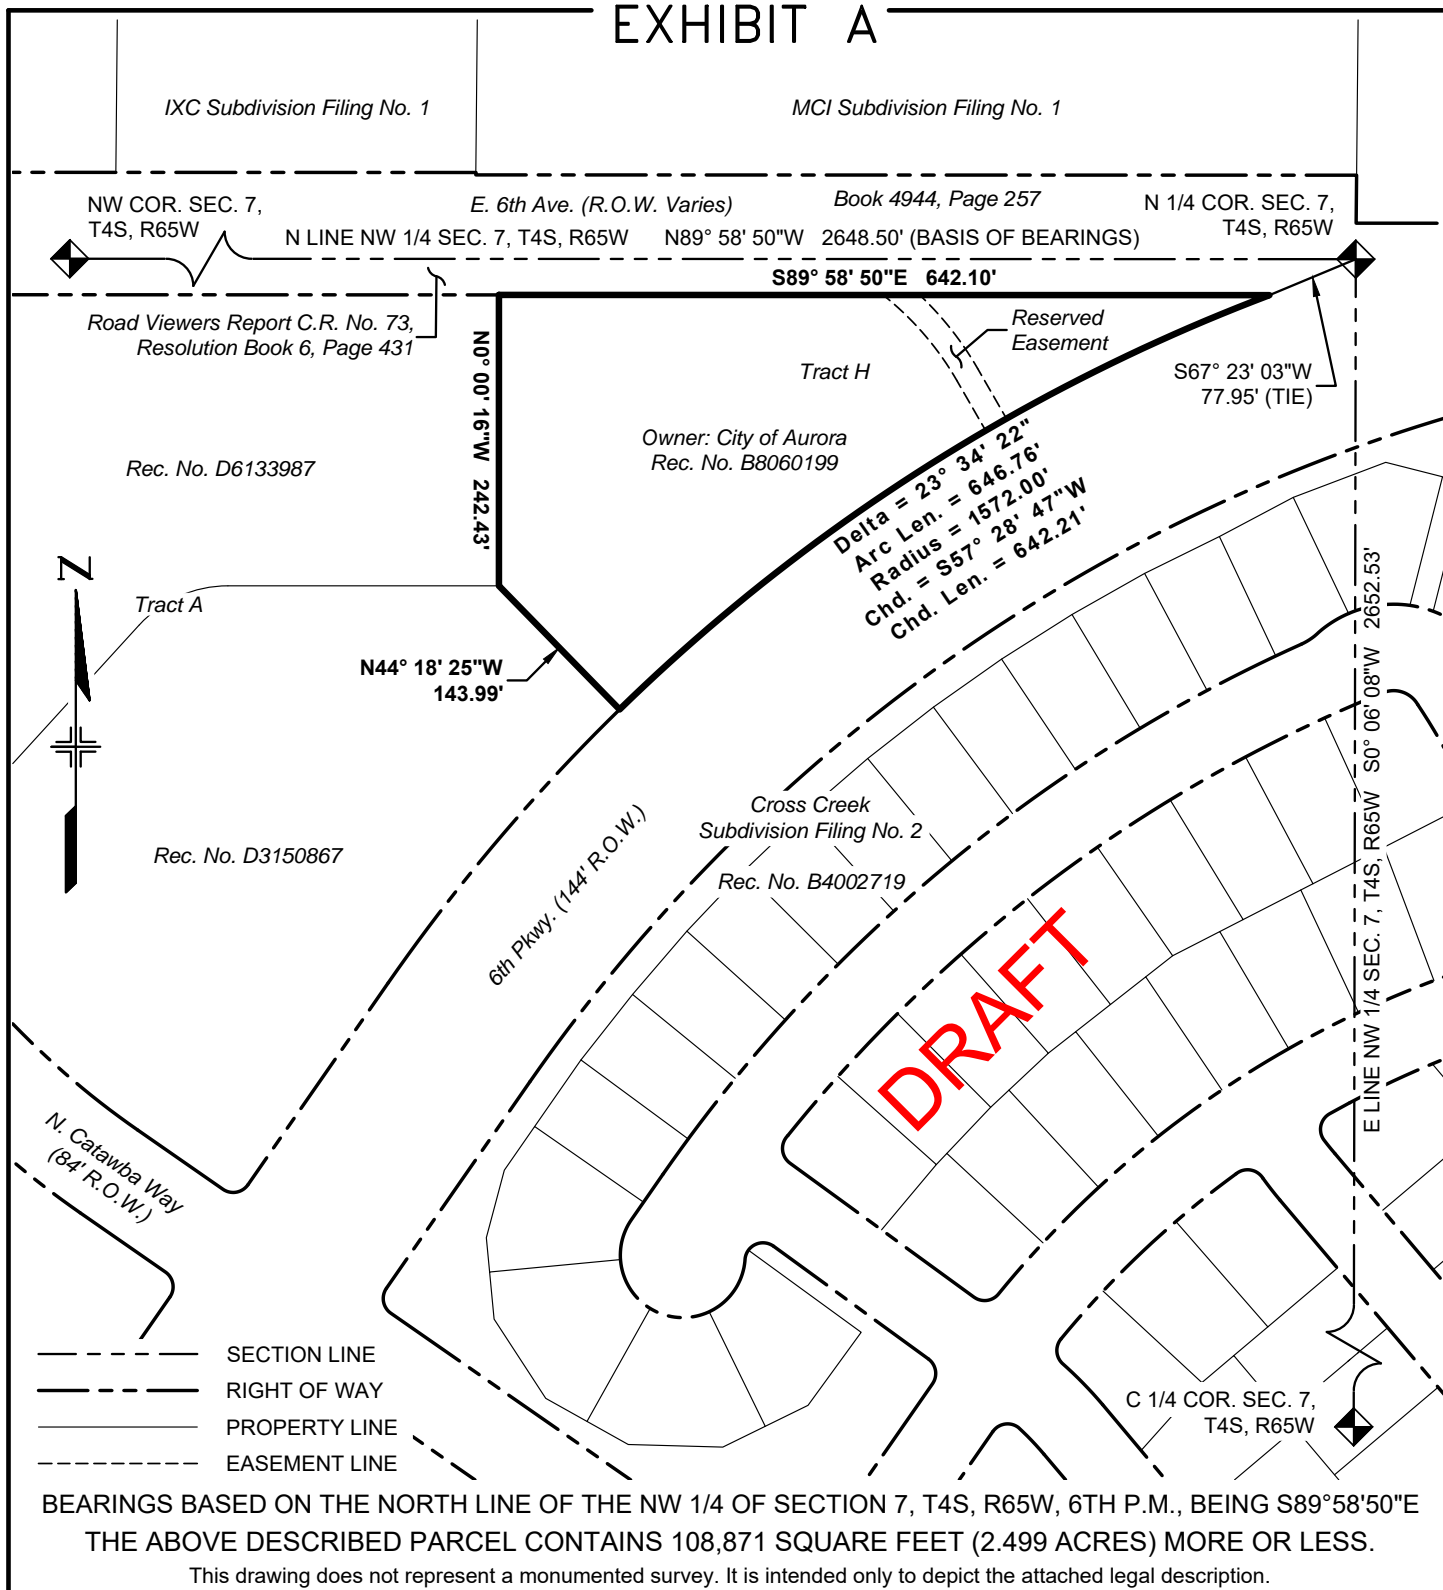 EXHIBIT A
IXC Subdivision Filing No. 1
MCI Subdivision Filing No. 1
NW COR. SEC. 7,
T4S, R65W
E. 6th Ave. (R.O.W. Varies)
Book 4944, Page 257
N 1/4 COR. SEC. 7,
T4S, R65W
N LINE NW 1/4 SEC. 7, T4S, R65W N89° 58' 50"W 2648.50' (BASIS OF BEARINGS)
S89° 58' 50"E 642.10'
Road Viewers Report C.R. No. 73,
Resolution Book 6, Page 431
N0° 00' 16"W 242.43'
Reserved
Easement
Tract H
S67° 23' 03"W
77.95' (TIE)
Owner: City of Aurora
Rec. No. B8060199
Rec. No. D6133987
Delta = 23° 34' 22"
Arc Len. = 646.76'
Radius = 1572.00'
Chd. = S57° 28' 47"W
Chd. Len. = 642.21'
N
Tract A
N44° 18' 25"W
143.99'
E LINE NW 1/4 SEC. 7, T4S, R65W S0° 06' 08"W 2652.53'
Cross Creek
Subdivision Filing No. 2
Rec. No. B4002719
Rec. No. D3150867
6th Pkwy. (144' R.O.W.)
DRAFT
N. Catawba Way
(84' R.O.W.)
SECTION LINE
RIGHT OF WAY
PROPERTY LINE
EASEMENT LINE
C 1/4 COR. SEC. 7,
T4S, R65W
BEARINGS BASED ON THE NORTH LINE OF THE NW 1/4 OF SECTION 7, T4S, R65W, 6TH P.M., BEING S89°58'50"E
THE ABOVE DESCRIBED PARCEL CONTAINS 108,871 SQUARE FEET (2.499 ACRES) MORE OR LESS.
This drawing does not represent a monumented survey. It is intended only to depict the attached legal description.